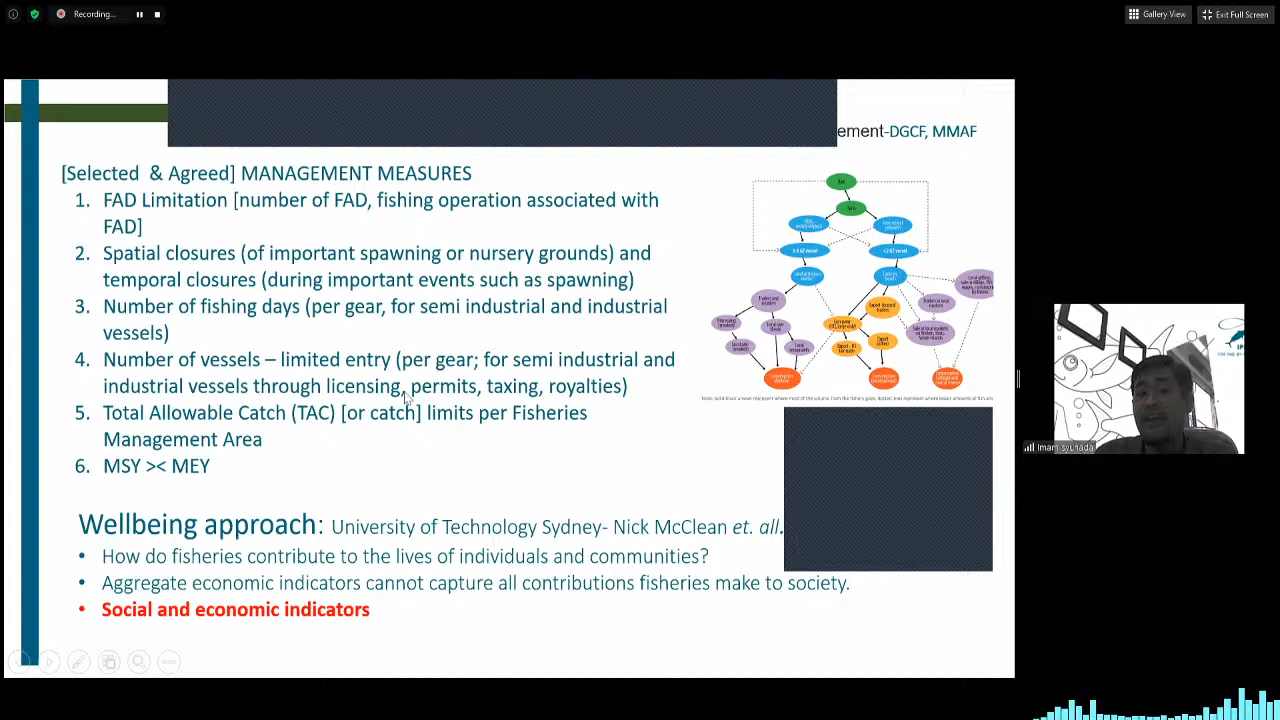 Recording...
Gallery View
Exit Full Screen
ement-DGCF, MMAF
[Selected & Agreed] MANAGEMENT MEASURES
1. FAD Limitation [number of FAD, fishing operation associated with
FAD]
2. Spatial closures (of important spawning or nursery grounds) and
temporal closures (during important events such as spawning)
3. Number of fishing days (per gear, for semi industrial and industrial
vessels)
4. Number of vessels – limited entry (per gear; for semi industrial and
industrial vessels through licensing, permits, taxing, royalties)
5. Total Allowable Catch (TAC) [or catch] limits per Fisheries
Management Area
6. MSY >< MEY
Wellbeing approach: University of Technology Sydney- Nick McClean et. all.
• How do fisheries contribute to the lives of individuals and communities?
• Aggregate economic indicators cannot capture all contributions fisheries make to society.
• Social and economic indicators
imam syuhada